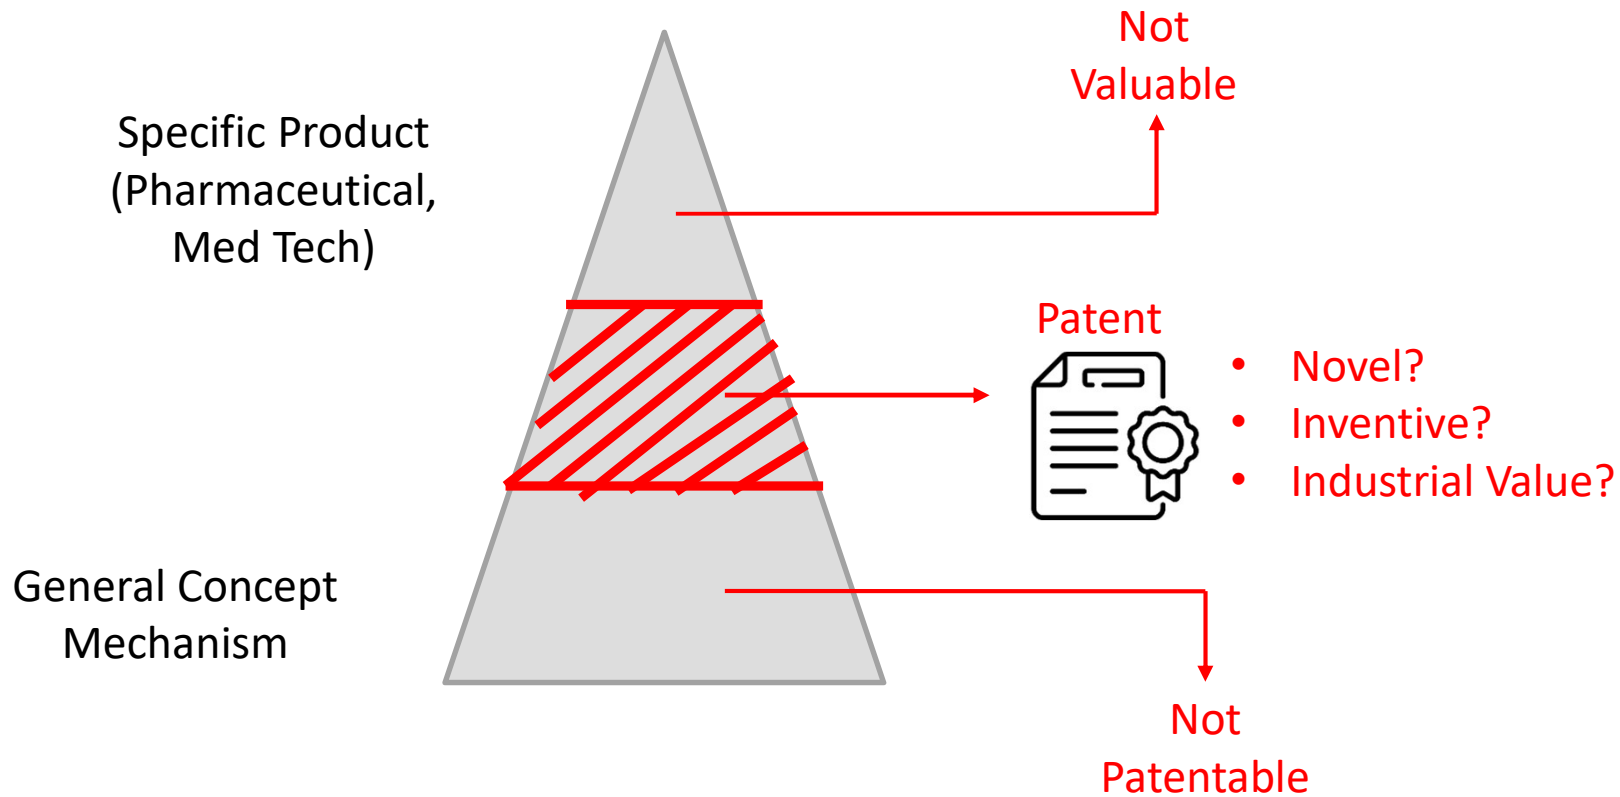 Not
Valuable
Specific Product
(Pharmaceutical,
Med Tech)
Patent
• Novel?
• Inventive?
• Industrial Value?
General Concept
Mechanism
Not
Patentable